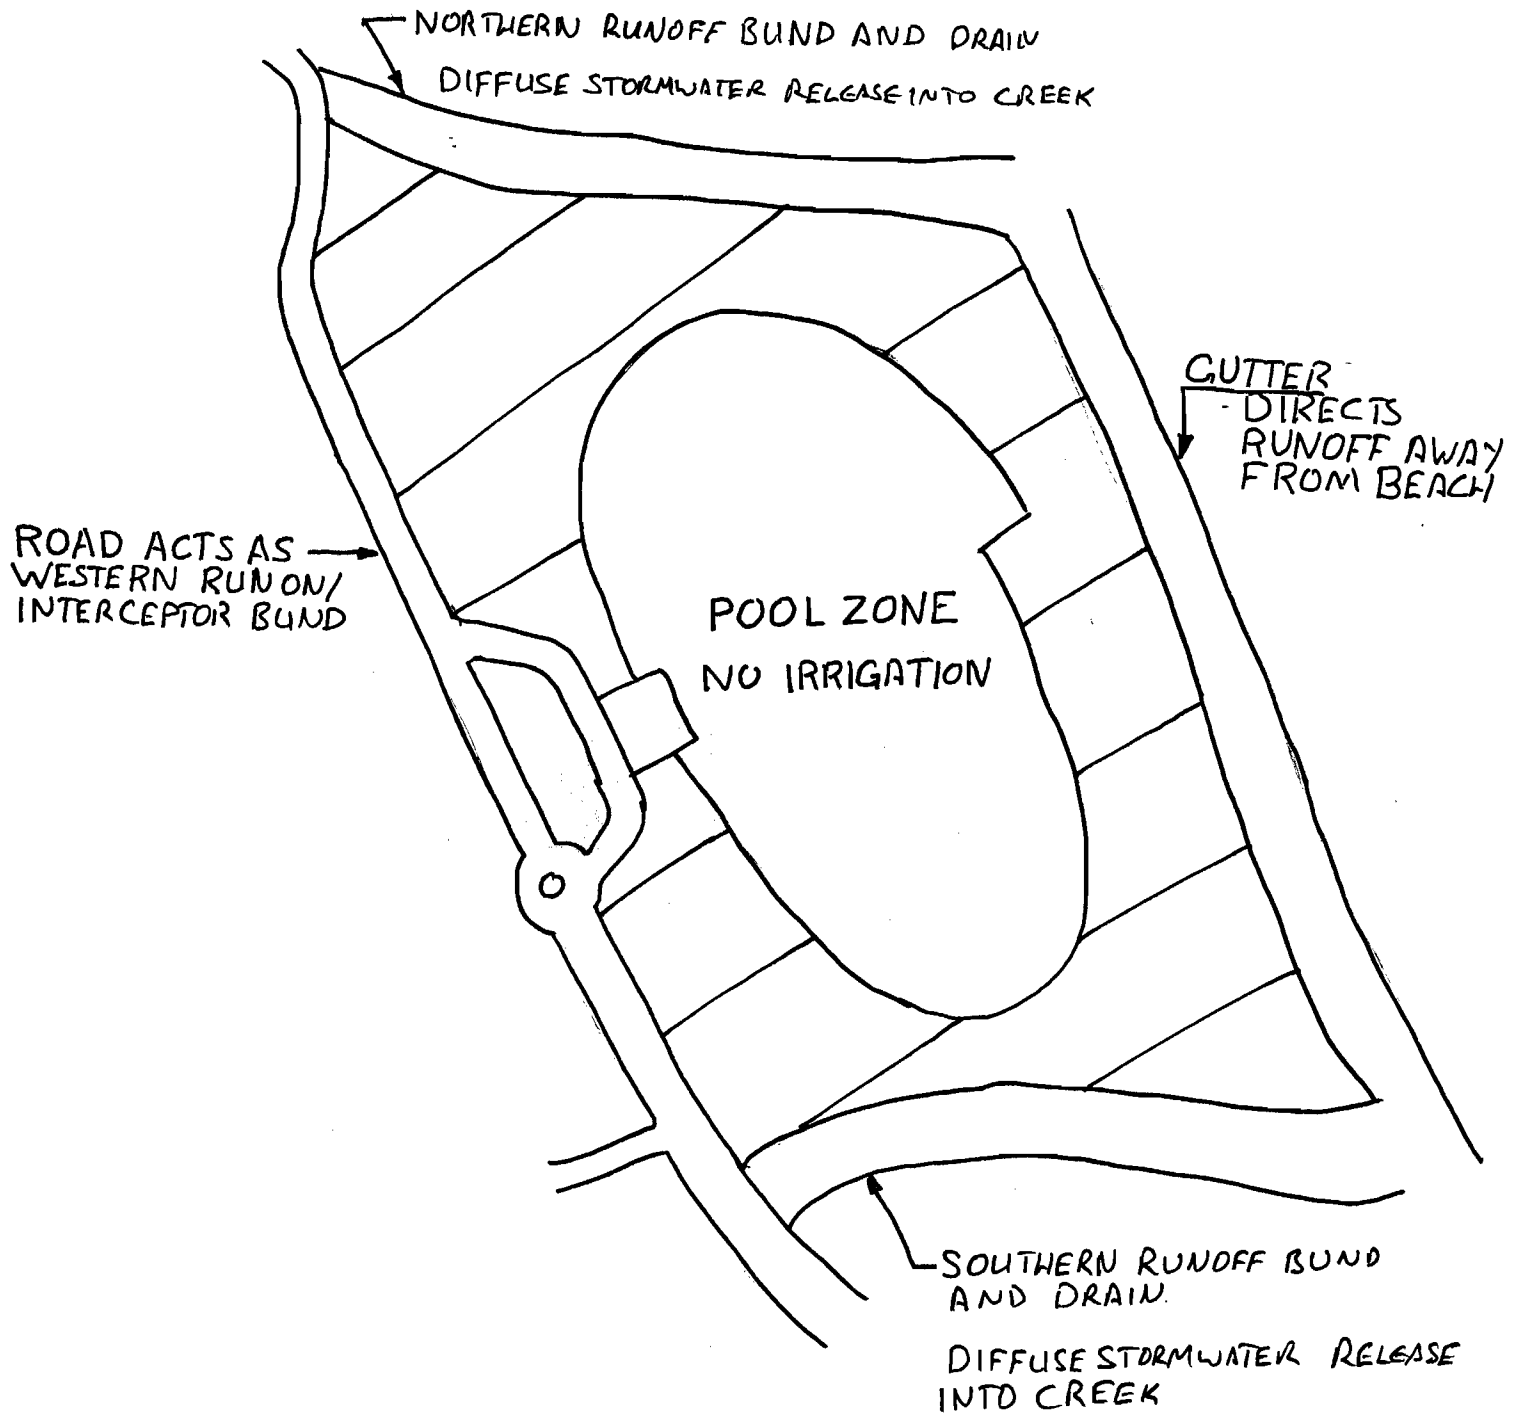 NORTHERN RUNOFF BUND AND DRAIN
DIFFUSE STORMWATER RELEASE INTO CREEK
GUTTER
- DIRECTS
RUNOFF AWAY
FROM BEACH
ROAD ACTS AS
WESTERN RUN ON/
INTERCEPTOR BUND
POOL ZONE
NO IRRIGATION
SOUTHERN RUNOFF BUND
AND DRAIN.
DIFFUSE STORMWATER RELEASE
INTO CREEK